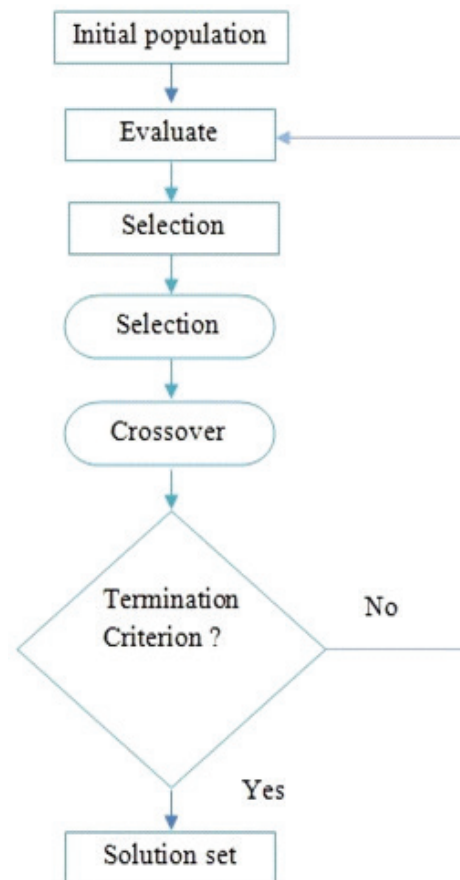 Initial population
Evaluate
Selection
Selection
Crossover
Termination
Criterion ?
No
Yes
Solution set